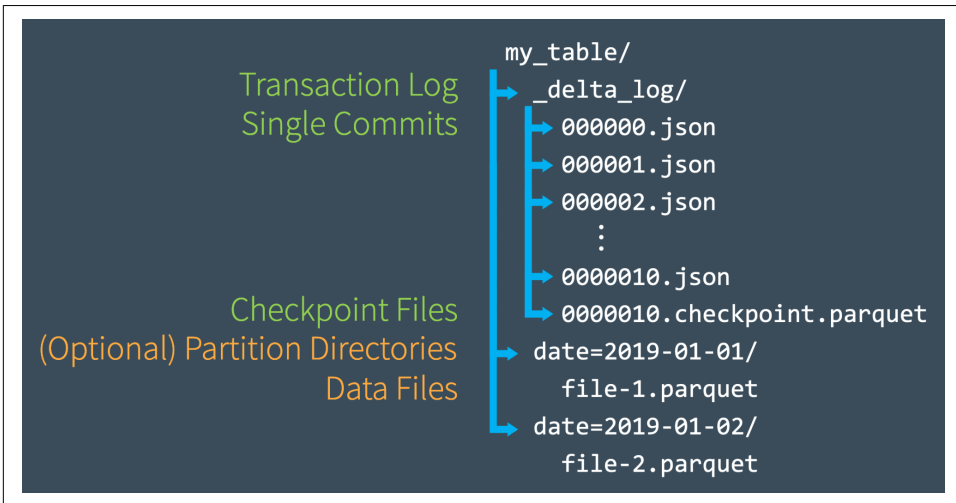 my_table/
Transaction Log
_delta_log/
Single Commits
000000.json
000001.json
000002.json
⋮
0000010.json
Checkpoint Files
0000010.checkpoint.parquet
(Optional) Partition Directories
date=2019-01-01/
Data Files
file-1.parquet
date=2019-01-02/
file-2.parquet